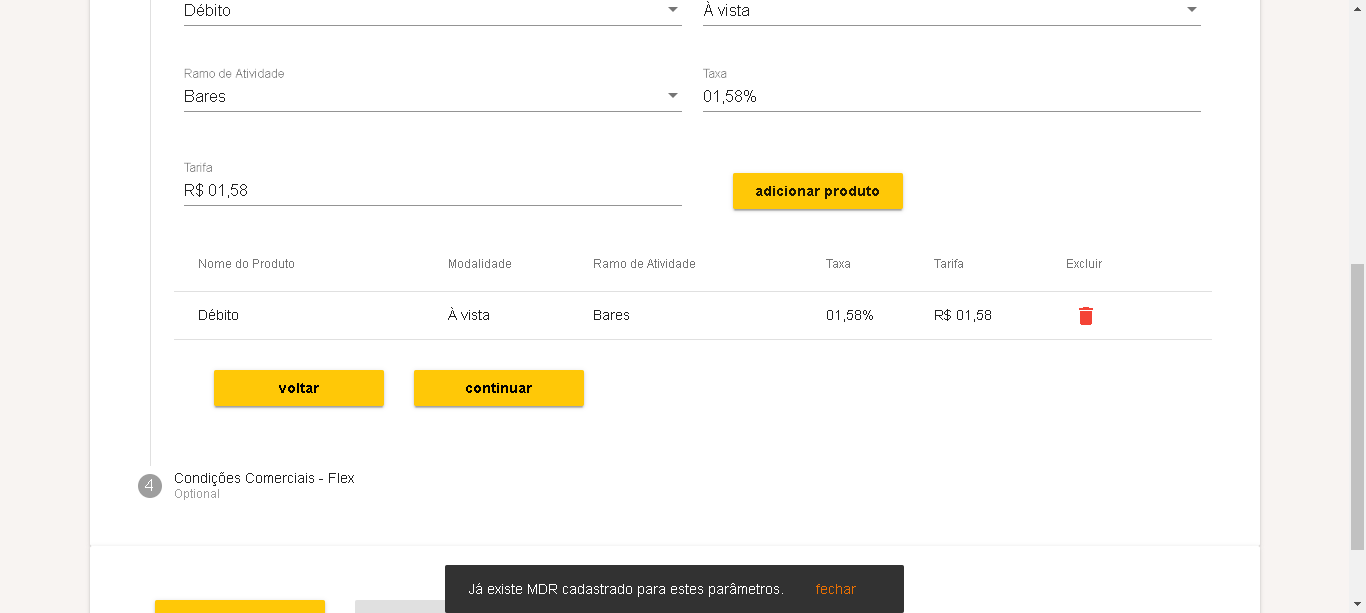 Débito
À vista
Ramo de Atividade
Taxa
Bares
01,58%
Tarifa
R$ 01,58
adicionar produto
Nome do Produto Modalidade Ramo de Atividade Taxa Tarifa Excluir
Débito À vista Bares 01,58% R$ 01,58
voltar
continuar
4 Condições Comerciais - Flex
Optional
Já existe MDR cadastrado para estes parâmetros. fechar